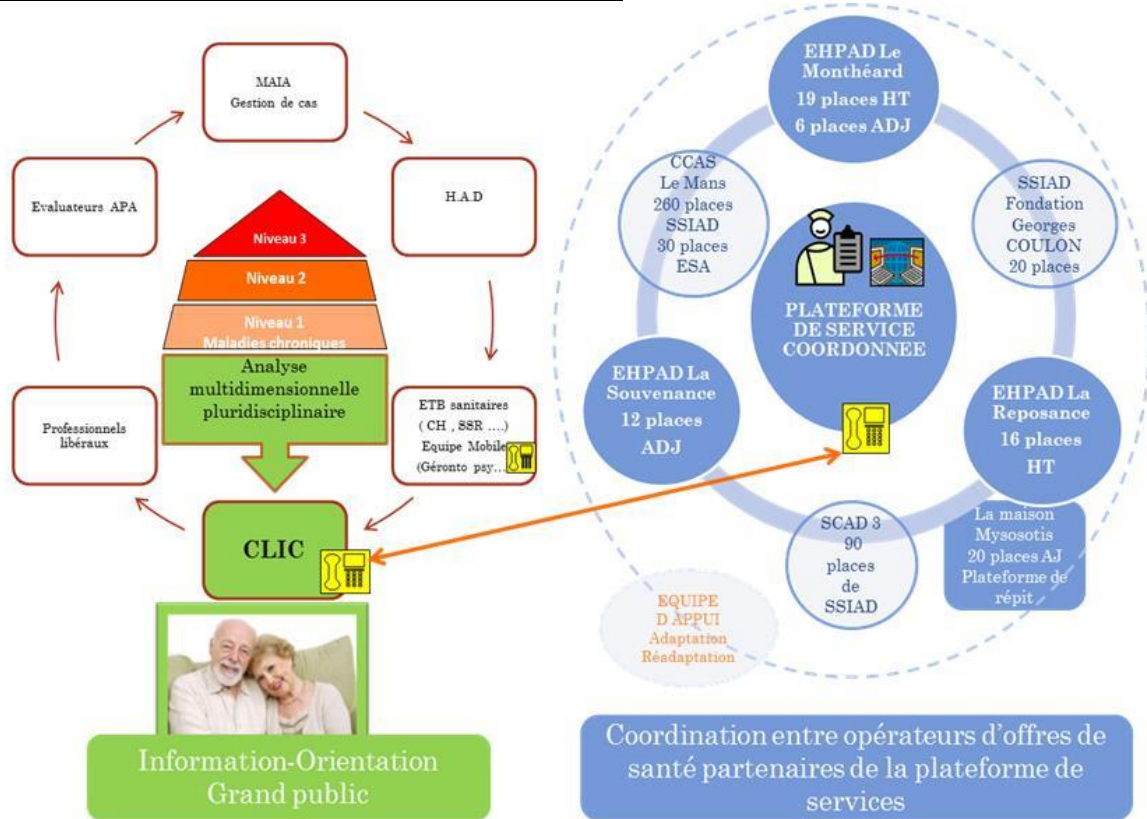 MAIA
Gestion de cas
Evaluateurs APA
H.A.D
Niveau 3
Niveau 2
Niveau 1
Maladies chroniques
Analyse
multidimensionnelle
pluridisciplinaire
Professionnels
libéraux
ETB sanitaires
( CH , SSR ....)
Equipe Mobile
(Géronto psy...
CLIC
Information-Orientation
Grand public
EHPAD Le
Monthéard
19 places HT
6 places ADJ
CCAS
Le Mans
260 places
SSIAD
30 places
ESA
SSIAD
Fondation
Georges
COULON
20 places
PLATEFORME
DE SERVICE
COORDONNEE
EHPAD La
Souvenance
12 places
ADJ
EHPAD La
Reposance
16 places
HT
La maison
Mysosotis
20 places AJ
Plateforme de
répit
SCAD 3
90
places
de
SSIAD
EQUIPE
D APPUI
Adaptation
Réadaptation
Coordination entre opérateurs d'offres de
santé partenaires de la plateforme de
services